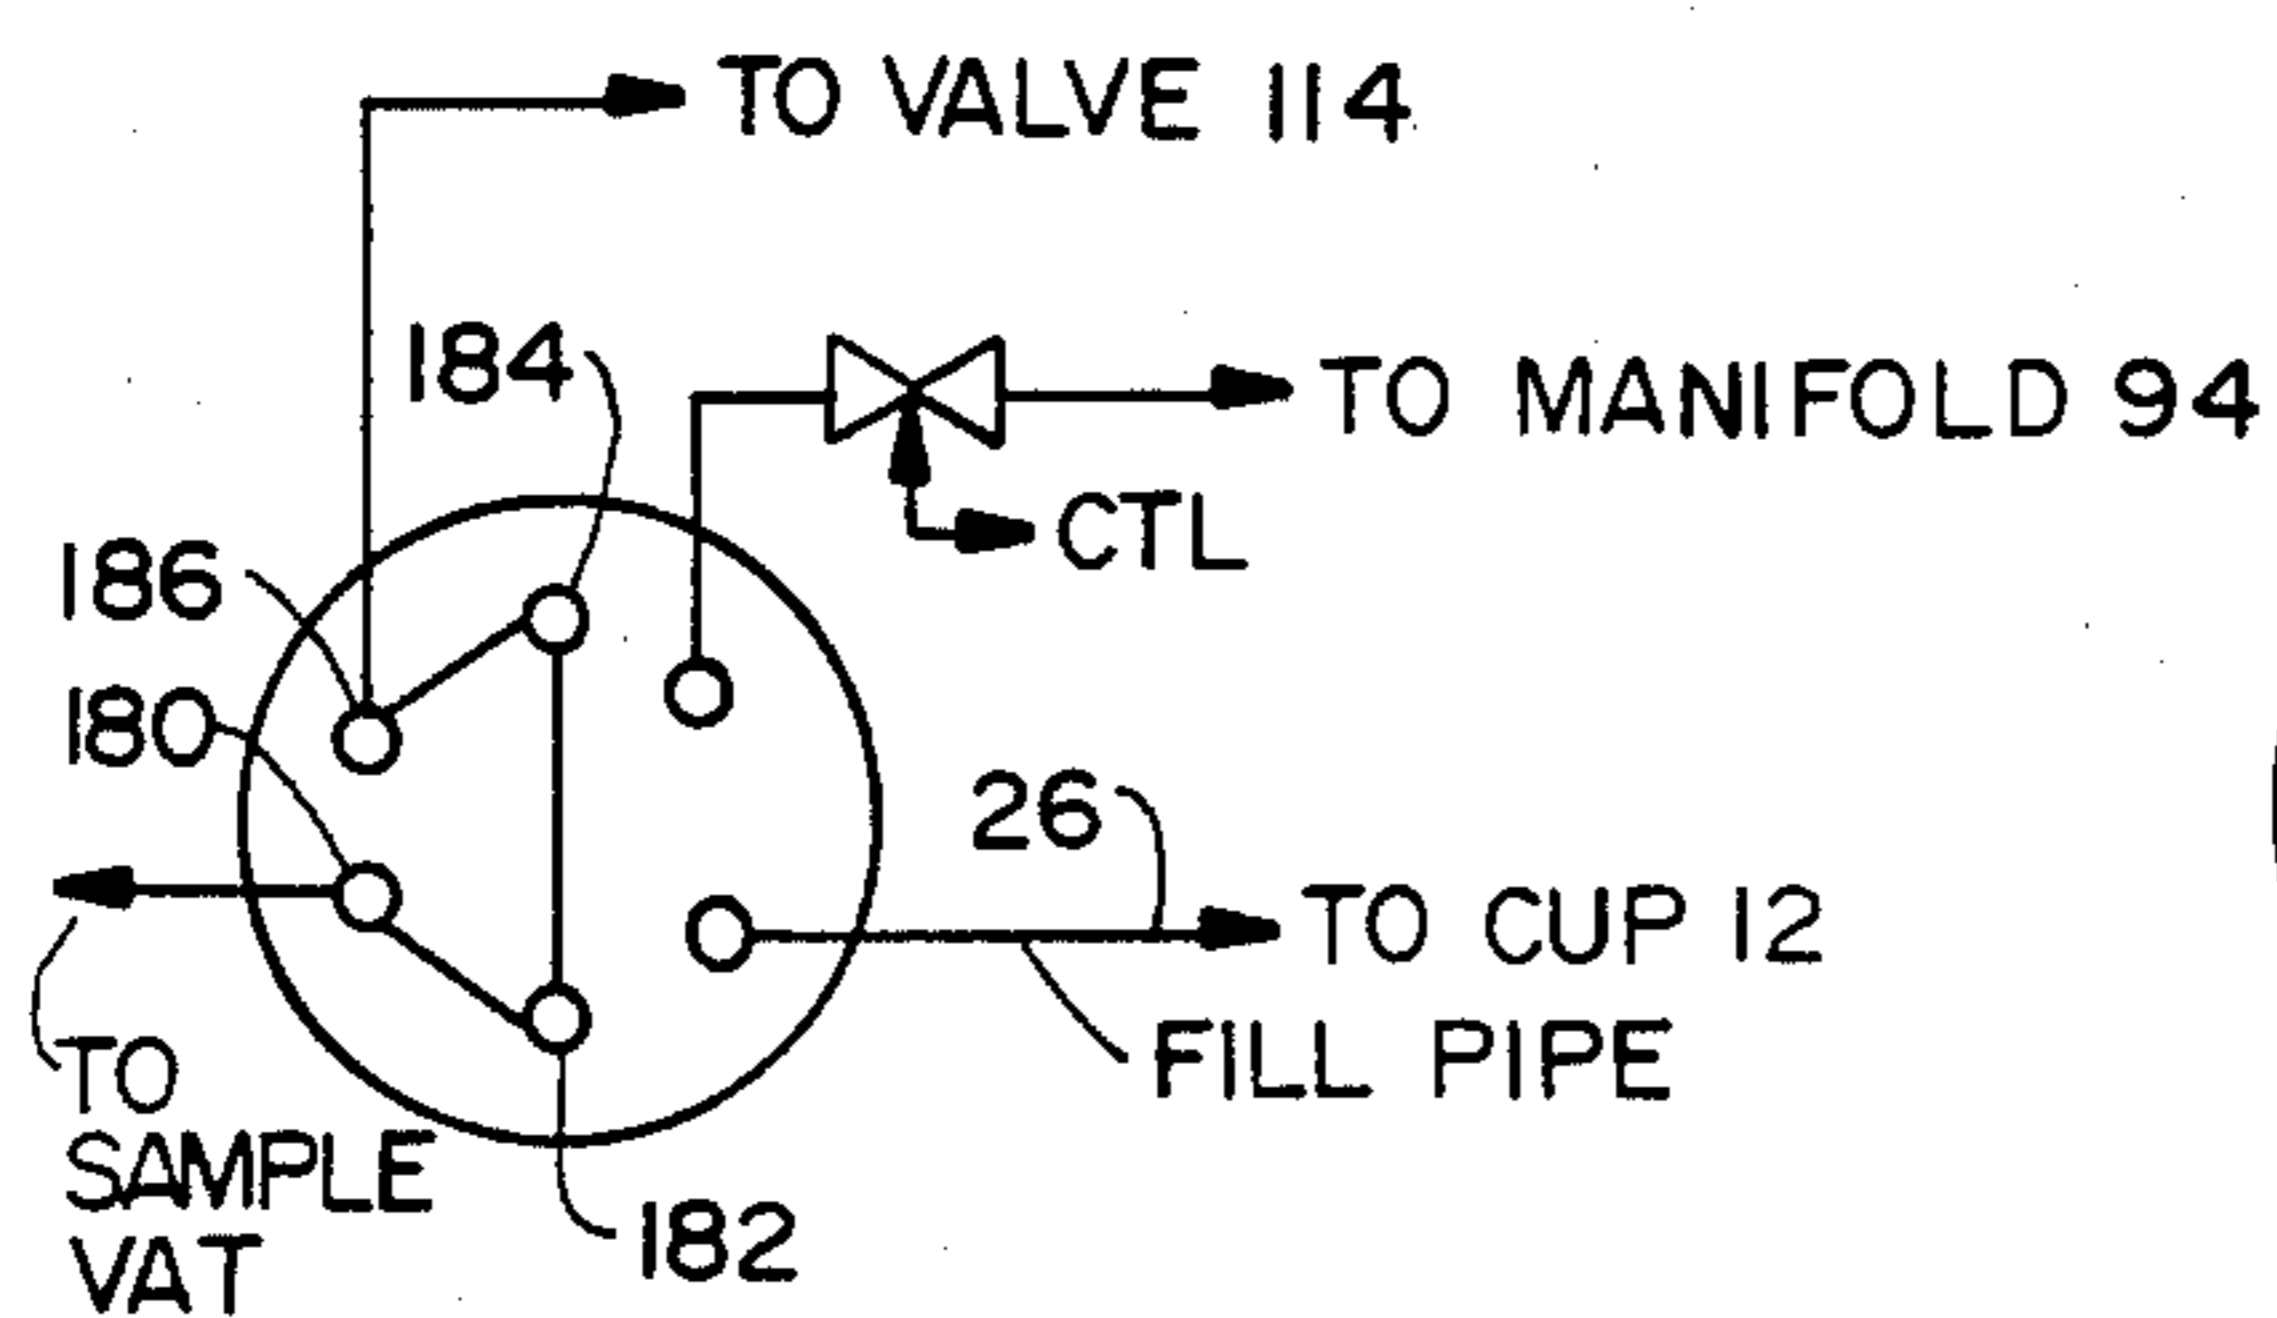 TO VALVE 114
184
TO MANIFOLD 94
CTL
186
180
26
TO CUP 12
FILL PIPE
TO
SAMPLE
VAT
182